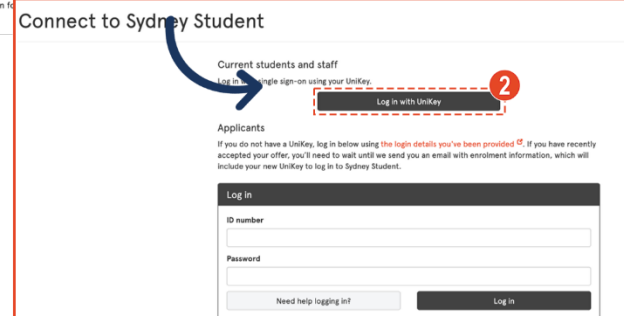 Connect to Sydney Student
Current students and staff
Log in single sign-on using your UniKey.
Log in with UniKey
2
Applicants
If you do not have a UniKey, log in below using the login details you've been provided. If you have recently
accepted your offer, you'll need to wait until we send you an email with enrolment information, which will
include your new UniKey to log in to Sydney Student.
Log in
ID number
Password
Need help logging in?
Log in